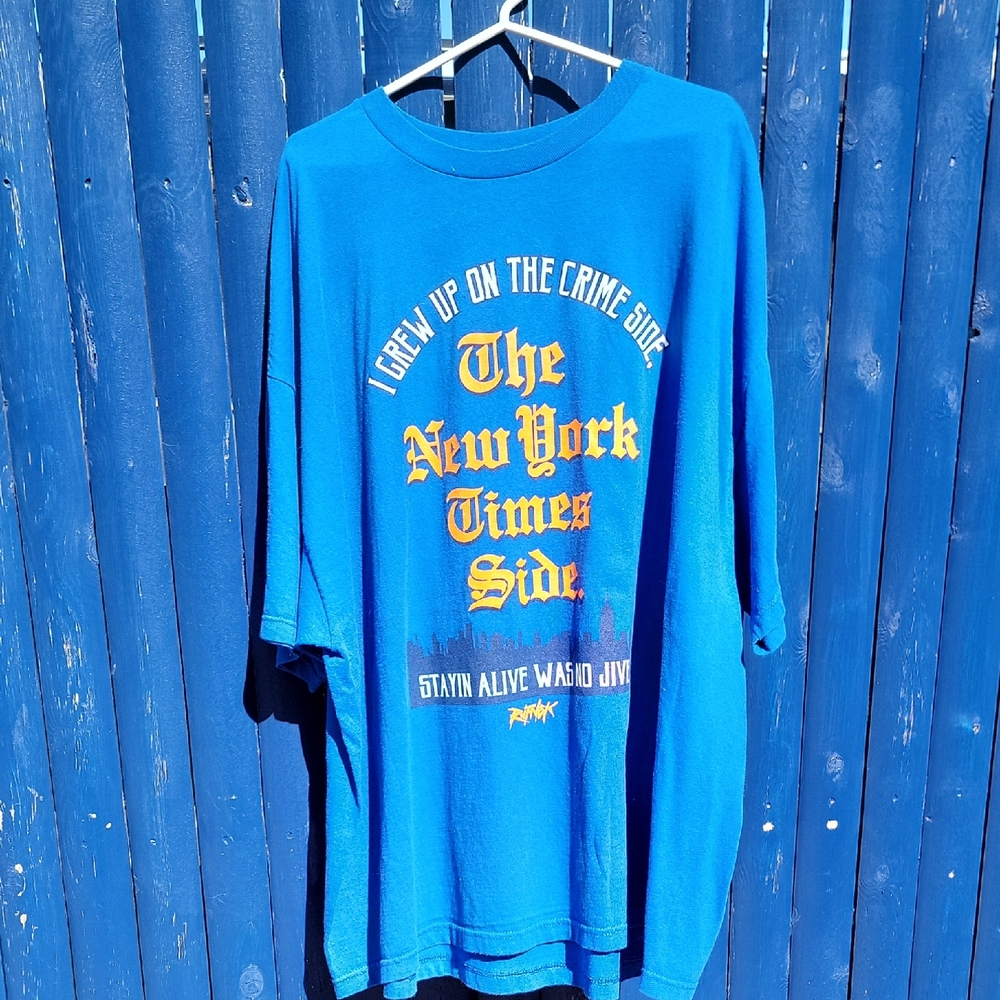 I GREW UP ON THE CRIME SIDE,
The
New York
Times
Side.
STAYIN ALIVE WAS NO JIVE